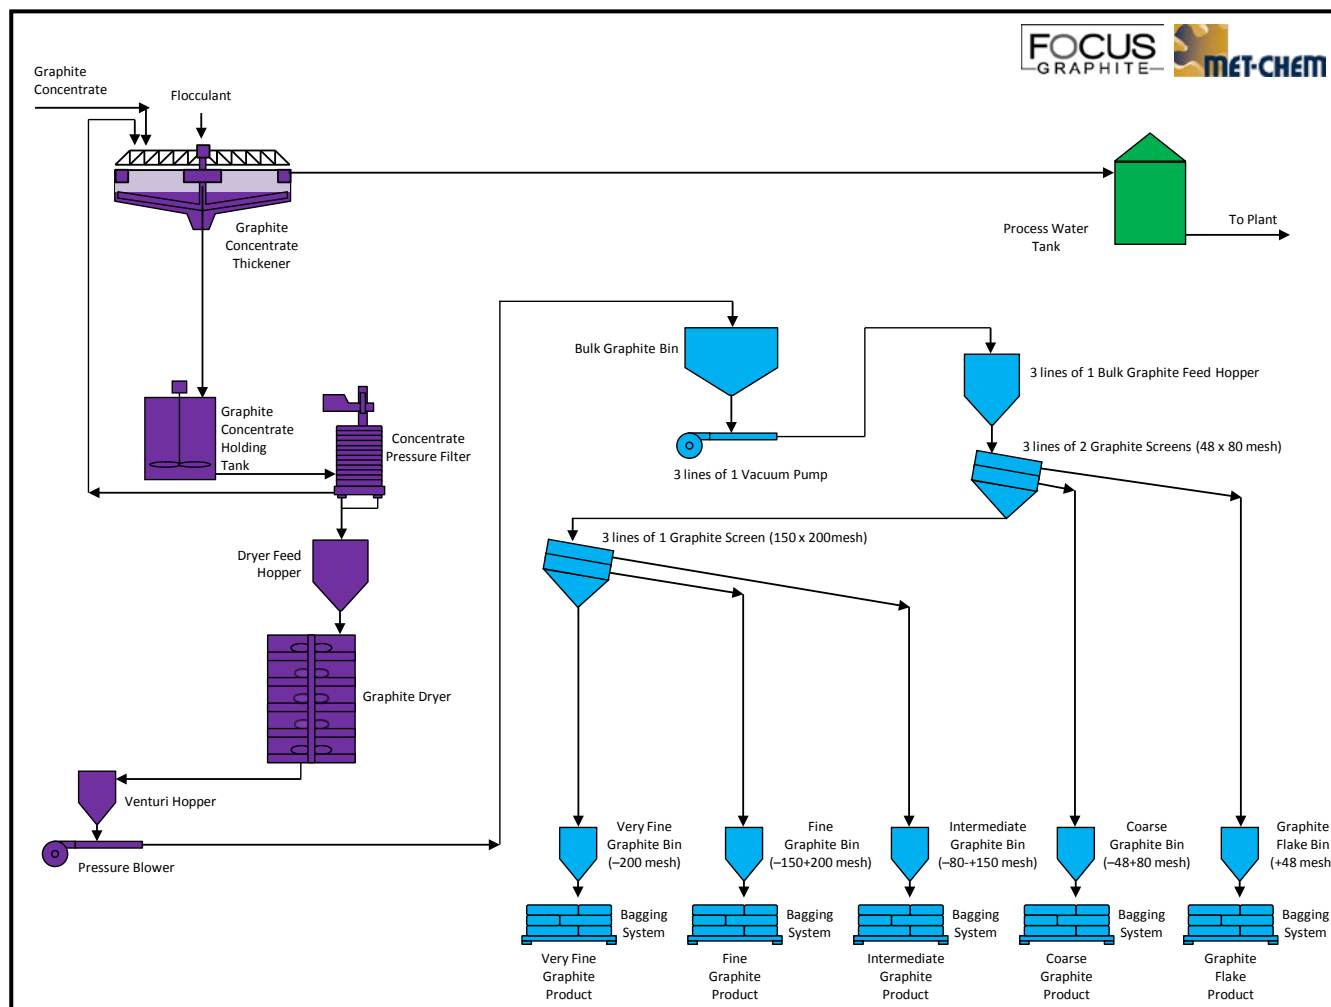 FOCUS
GRAPHITE
MET-CHEM
Graphite
Concentrate
Flocculant
Graphite
Concentrate
Thickener
Process Water
Tank
To Plant
Bulk Graphite Bin
3 lines of 1 Bulk Graphite Feed Hopper
Graphite
Concentrate
Holding
Tank
Concentrate
Pressure Filter
3 lines of 1 Vacuum Pump
3 lines of 2 Graphite Screens (48 x 80 mesh)
3 lines of 1 Graphite Screen (150 x 200mesh)
Dryer Feed
Hopper
Graphite Dryer
Venturi Hopper
Pressure Blower
Very Fine
Graphite Bin
(–200 mesh)
Fine
Graphite Bin
(–150+200 mesh)
Intermediate
Graphite Bin
(–80-+150 mesh)
Coarse
Graphite Bin
(–48+80 mesh)
Graphite
Flake Bin
(+48 mesh)
Bagging
System
Bagging
System
Bagging
System
Bagging
System
Bagging
System
Very Fine
Graphite
Product
Fine
Graphite
Product
Intermediate
Graphite
Product
Coarse
Graphite
Product
Graphite
Flake
Product